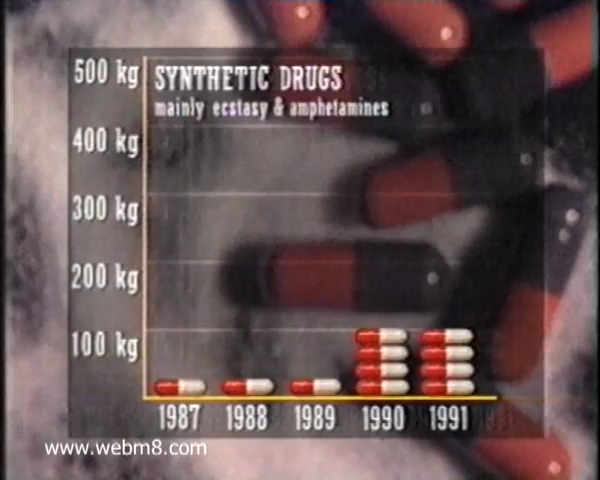 SYNTHETIC DRUGS
mainly ecstasy & amphetamines
500 kg
400 kg
300 kg
200 kg
100 kg
1987 1988 1989 1990 1991
www.webm8.com